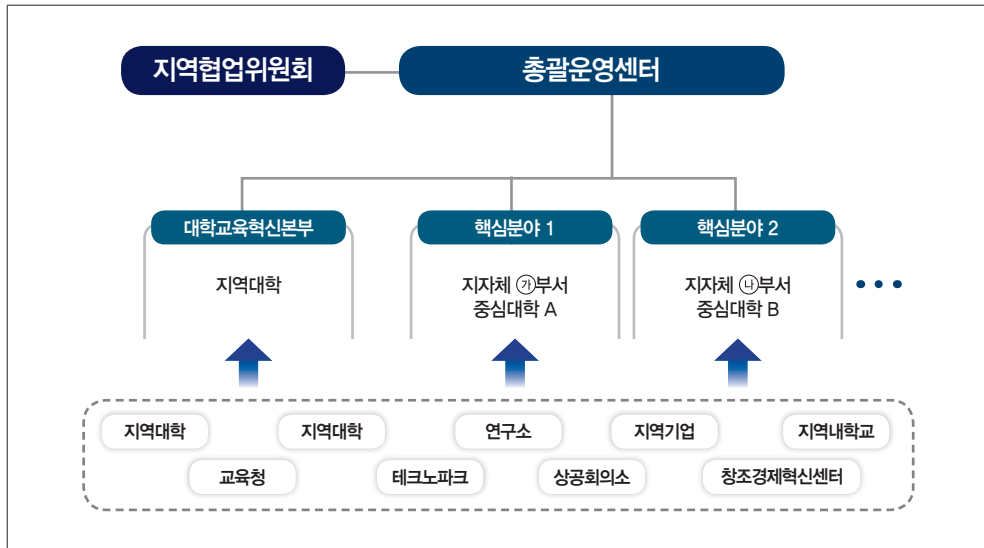 지역협업위원회
총괄운영센터
대학교육혁신본부
핵심분야 1
핵심분야 2
지역대학
지자체 ㉮부서
중심대학 A
지자체 ㉯부서
중심대학 B
지역대학
지역대학
연구소
지역기업
지역내학교
교육청
테크노파크
상공회의소
창조경제혁신센터